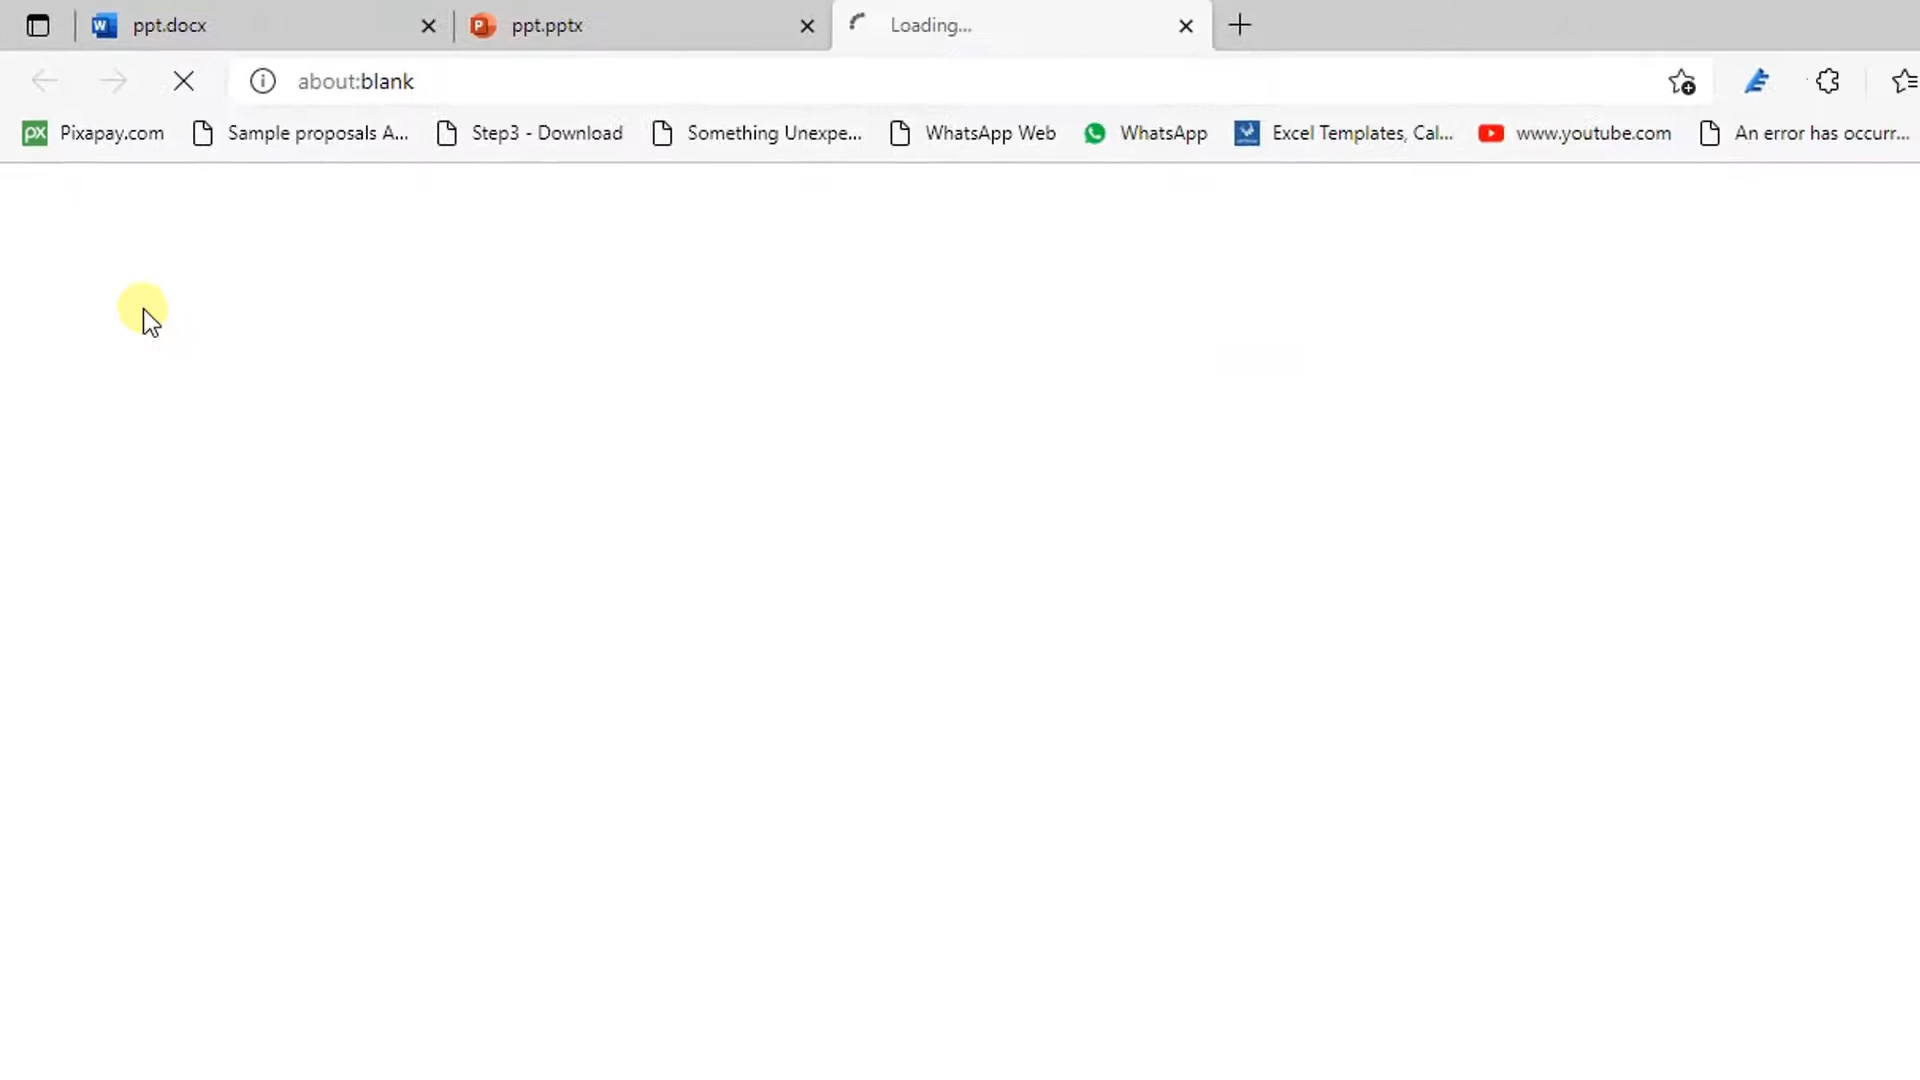 ppt.docx ppt.pptx Loading...
about:blank
Pixapay.com Sample proposals A... Step3 - Download Something Unexpe... WhatsApp Web WhatsApp Excel Templates, Cal... www.youtube.com An error has occurr...